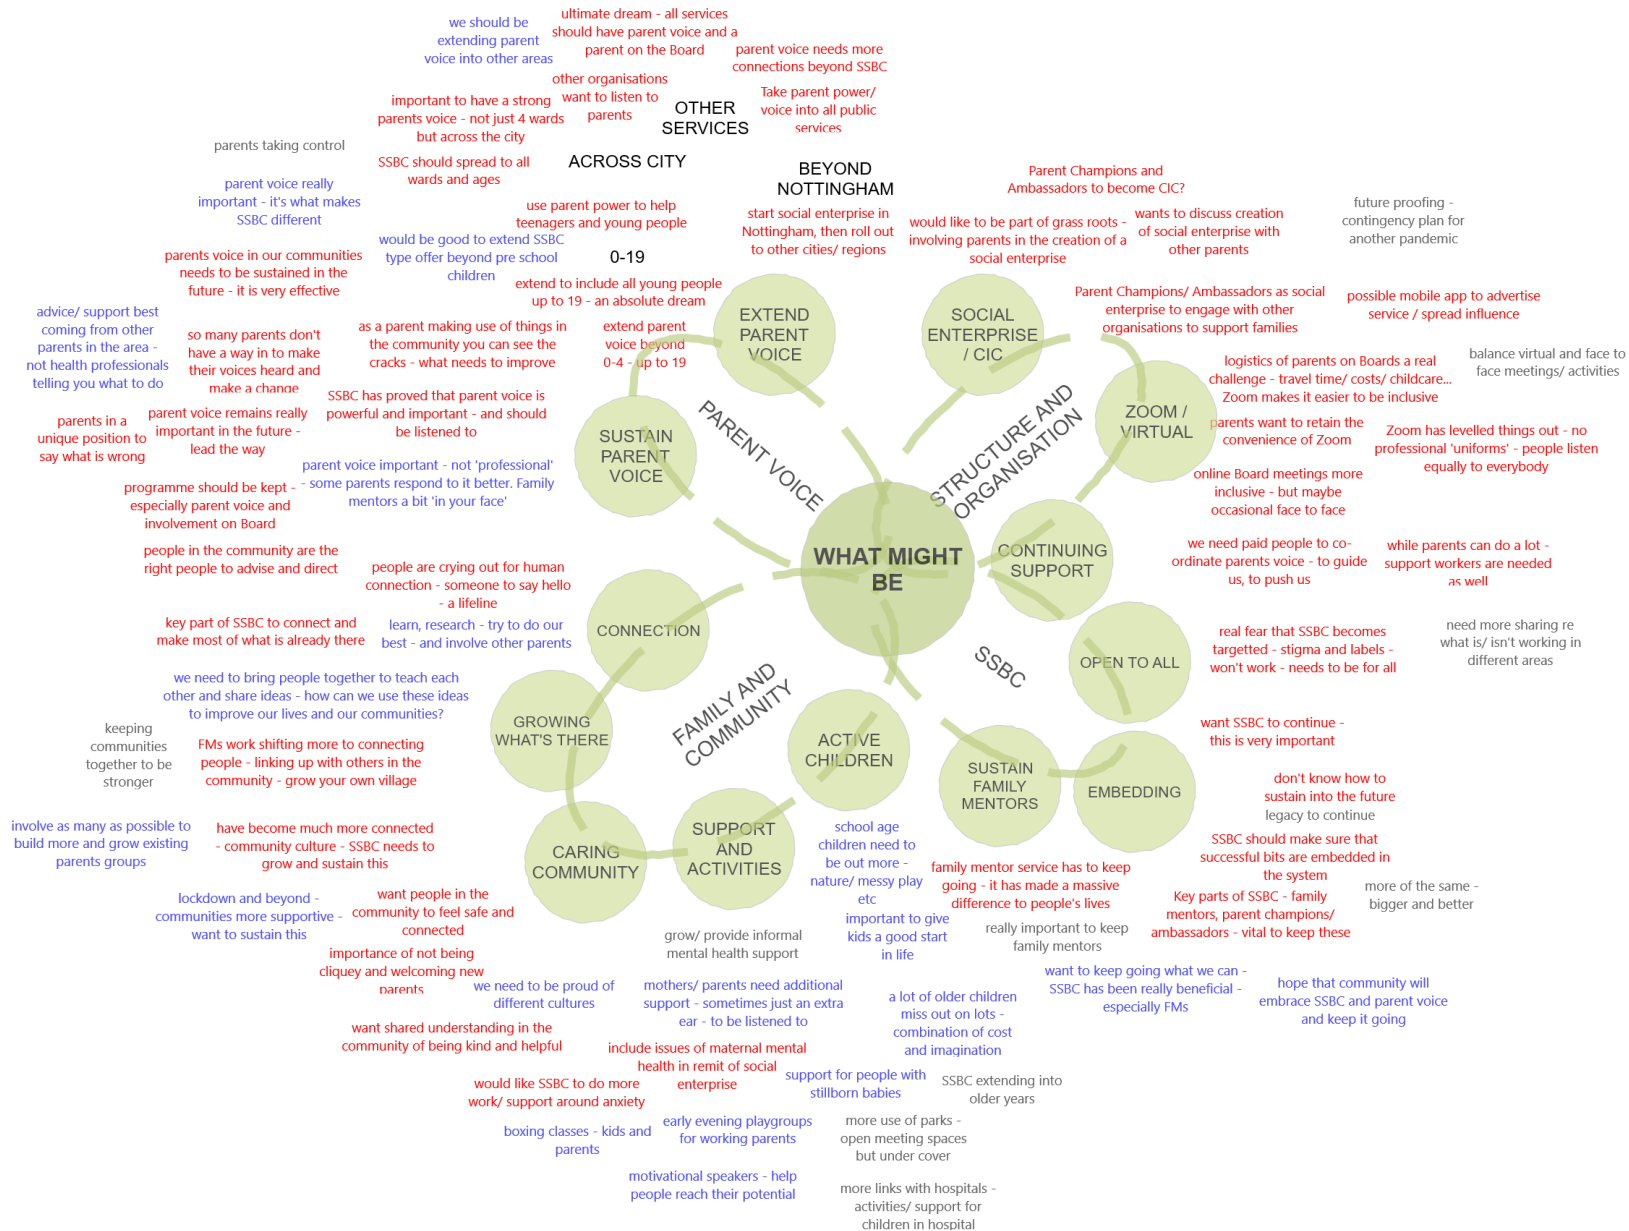 we should be
extending parent
voice into other areas
ultimate dream - all services
should have parent voice and a
parent on the Board
parent voice needs more
connections beyond SSBC
other organisations
want to listen to
parents
Take parent power/
voice into all public
services
important to have a strong
parents voice - not just 4 wards
but across the city
OTHER
SERVICES
parents taking control
SSBC should spread to all
wards and ages
ACROSS CITY
BEYOND
NOTTINGHAM
parent voice really
important - it's what makes
SSBC different
use parent power to help
teenagers and young people
start social enterprise in
Nottingham, then roll out
to other cities/ regions
Parent Champions and
Ambassadors to become CIC?
would like to be part of grass roots -
involving parents in the creation of a
social enterprise
wants to discuss creation
of social enterprise with
other parents
future proofing -
contingency plan for
another pandemic
parents voice in our communities
needs to be sustained in the
future - it is very effective
would be good to extend SSBC
type offer beyond pre school
children
0-19
extend to include all young people
up to 19 - an absolute dream
EXTEND
PARENT
VOICE
SOCIAL
ENTERPRISE
/ CIC
Parent Champions/ Ambassadors as social
enterprise to engage with other
organisations to support families
possible mobile app to advertise
service / spread influence
advice/ support best
coming from other
parents in the area -
not health professionals
telling you what to do
so many parents don't
have a way in to make
their voices heard and
make a change
as a parent making use of things in
the community you can see the
cracks - what needs to improve
extend parent
voice beyond
0-4 - up to 19
logistics of parents on Boards a real
challenge - travel time/ costs/ childcare...
Zoom makes it easier to be inclusive
balance virtual and face to
face meetings/ activities
parents in a
unique position to
say what is wrong
parent voice remains really
important in the future -
lead the way
SSBC has proved that parent voice is
powerful and important - and should
be listened to
SUSTAIN
PARENT
VOICE
PARENT VOICE
STRUCTURE AND
ORGANISATION
ZOOM /
VIRTUAL
parents want to retain the
convenience of Zoom
Zoom has levelled things out - no
professional 'uniforms' - people listen
equally to everybody
parent voice important - not 'professional'
- some parents respond to it better. Family
mentors a bit 'in your face'
programme should be kept -
especially parent voice and
involvement on Board
online Board meetings more
inclusive - but maybe
occasional face to face
people in the community are the
right people to advise and direct
WHAT MIGHT
BE
CONTINUING
SUPPORT
we need paid people to co-
ordinate parents voice - to guide
us, to push us
while parents can do a lot -
support workers are needed
as well
people are crying out for human
connection - someone to say hello
- a lifeline
key part of SSBC to connect and
make most of what is already there
learn, research - try to do our
best - and involve other parents
CONNECTION
SSBC
OPEN TO ALL
real fear that SSBC becomes
targetted - stigma and labels -
won't work - needs to be for all
need more sharing re
what is/ isn't working in
different areas
we need to bring people together to teach each
other and share ideas - how can we use these ideas
to improve our lives and our communities?
GROWING
WHAT'S THERE
FAMILY AND
COMMUNITY
ACTIVE
CHILDREN
SUSTAIN
FAMILY
MENTORS
EMBEDDING
want SSBC to continue -
this is very important
keeping
communities
together to be
stronger
FMs work shifting more to connecting
people - linking up with others in the
community - grow your own village
don't know how to
sustain into the future
legacy to continue
involve as many as possible to
build more and grow existing
parents groups
have become much more connected
- community culture - SSBC needs to
grow and sustain this
CARING
COMMUNITY
SUPPORT
AND
ACTIVITIES
school age
children need to
be out more -
nature/ messy play
etc
family mentor service has to keep
going - it has made a massive
difference to people's lives
SSBC should make sure that
successful bits are embedded in
the system
lockdown and beyond -
communities more supportive -
want to sustain this
want people in the
community to feel safe and
connected
important to give
kids a good start
in life
really important to keep
family mentors
Key parts of SSBC - family
mentors, parent champions/
ambassadors - vital to keep these
more of the same -
bigger and better
grow/ provide informal
mental health support
importance of not being
cliquey and welcoming new
parents
we need to be proud of
different cultures
mothers/ parents need additional
support - sometimes just an extra
ear - to be listened to
a lot of older children
miss out on lots -
combination of cost
and imagination
want to keep going what we can -
SSBC has been really beneficial -
especially FMs
hope that community will
embrace SSBC and parent voice
and keep it going
want shared understanding in the
community of being kind and helpful
include issues of maternal mental
health in remit of social
enterprise
would like SSBC to do more
work/ support around anxiety
support for people with
stillborn babies
SSBC extending into
older years
boxing classes - kids and
parents
early evening playgroups
for working parents
more use of parks -
open meeting spaces
but under cover
motivational speakers - help
people reach their potential
more links with hospitals -
activities/ support for
children in hospital